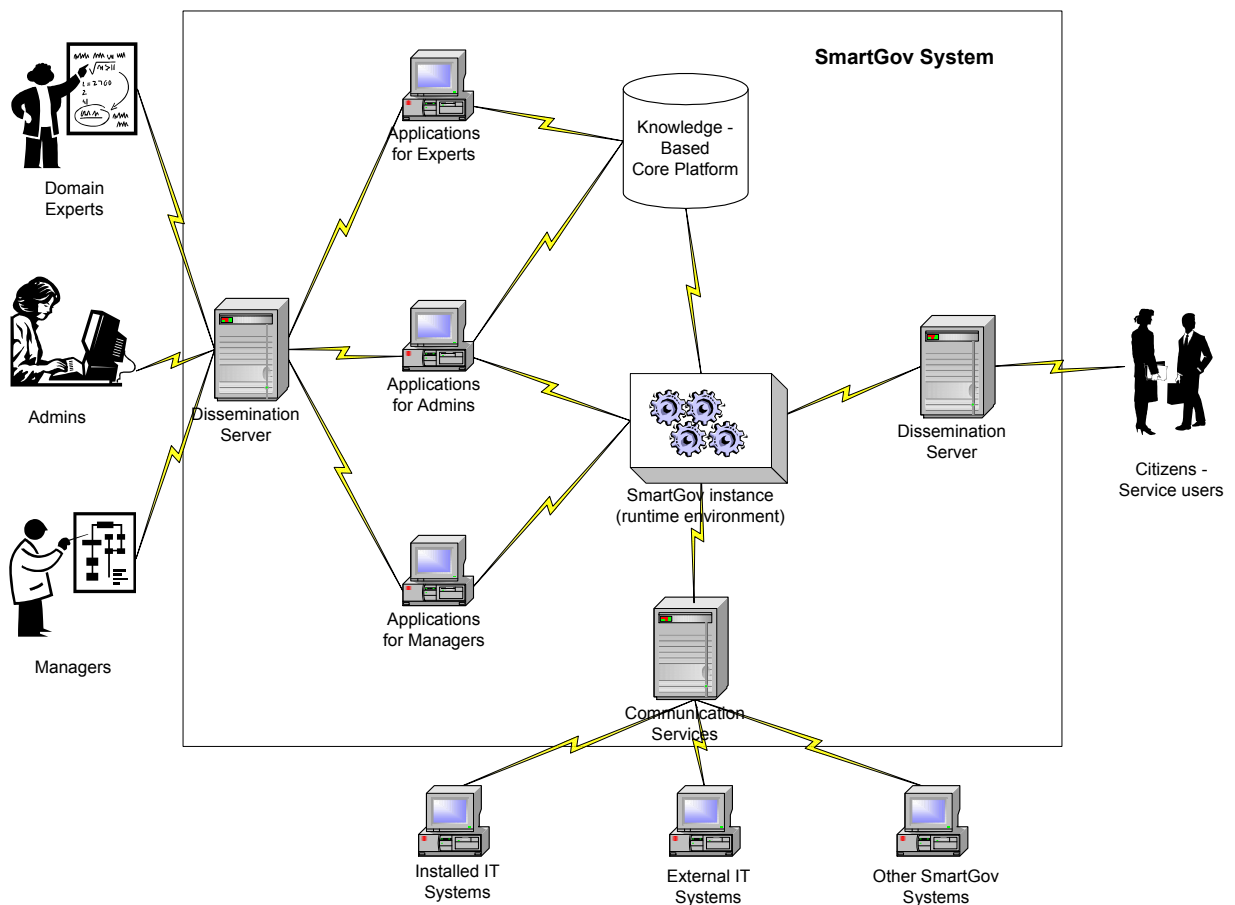 SmartGov System
Domain
Experts
Applications
for Experts
Knowledge -
Based
Core Platform
Admins
Dissemination
Server
Applications
for Admins
SmartGov instance
(runtime environment)
Dissemination
Server
Citizens -
Service users
Managers
Applications
for Managers
Communication
Services
Installed IT
Systems
External IT
Systems
Other SmartGov
Systems